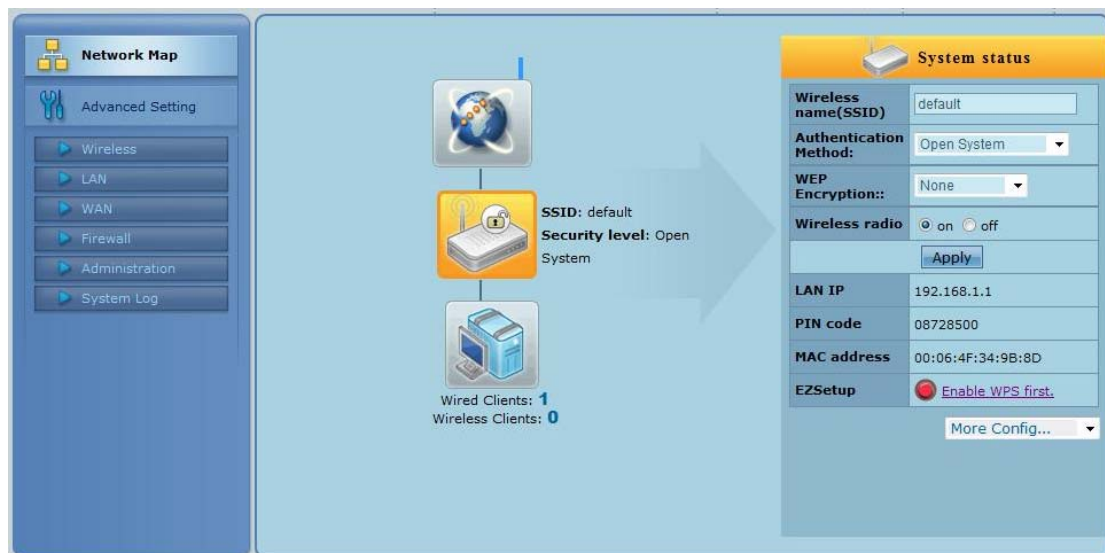 Network Map
Advanced Setting
Wireless
LAN
WAN
Firewall
Administration
System Log
SSID: default
Security level: Open
System
Wired Clients: 1
Wireless Clients: 0
System status
Wireless
name(SSID)
default
Authentication
Method:
Open System
WEP
Encryption::
None
Wireless radio
on off
Apply
LAN IP
192.168.1.1
PIN code
08728500
MAC address
00:06:4F:34:9B:8D
EZSetup
Enable WPS first.
More Config...